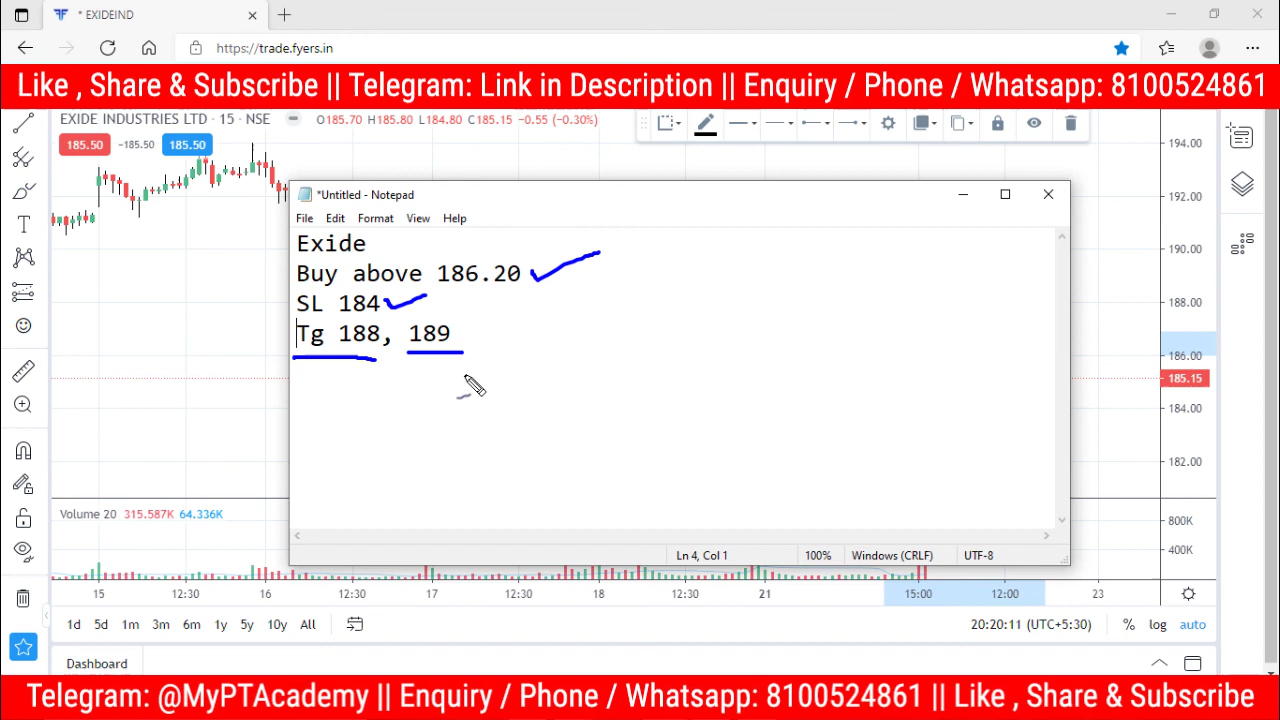 * EXIDEIND
https://trade.fyers.in
Like , Share & Subscribe || Telegram: Link in Description || Enquiry / Phone / Whatsapp: 8100524861
EXIDE INDUSTRIES LTD · 15 · NSE O185.70 H185.80 L184.80 C185.15 −0.55 (−0.30%)
185.50 −185.50 185.50
*Untitled - Notepad
File Edit Format View Help
Exide
Buy above 186.20
SL 184
Tg 188, 189
Ln 4, Col 1 100% Windows (CRLF) UTF-8
194.00
192.00
190.00
188.00
186.00
185.15
184.00
182.00
Volume 20 315.587K 64.336K
800K
400K
15 12:30 16 12:30 17 12:30 18 12:30 21 15:00 12:00 23
1d 5d 1m 3m 6m 1y 5y 10y All 20:20:11 (UTC+5:30) % log auto
Dashboard
Telegram: @MyPTAcademy || Enquiry / Phone / Whatsapp: 8100524861 || Like , Share & Subscribe